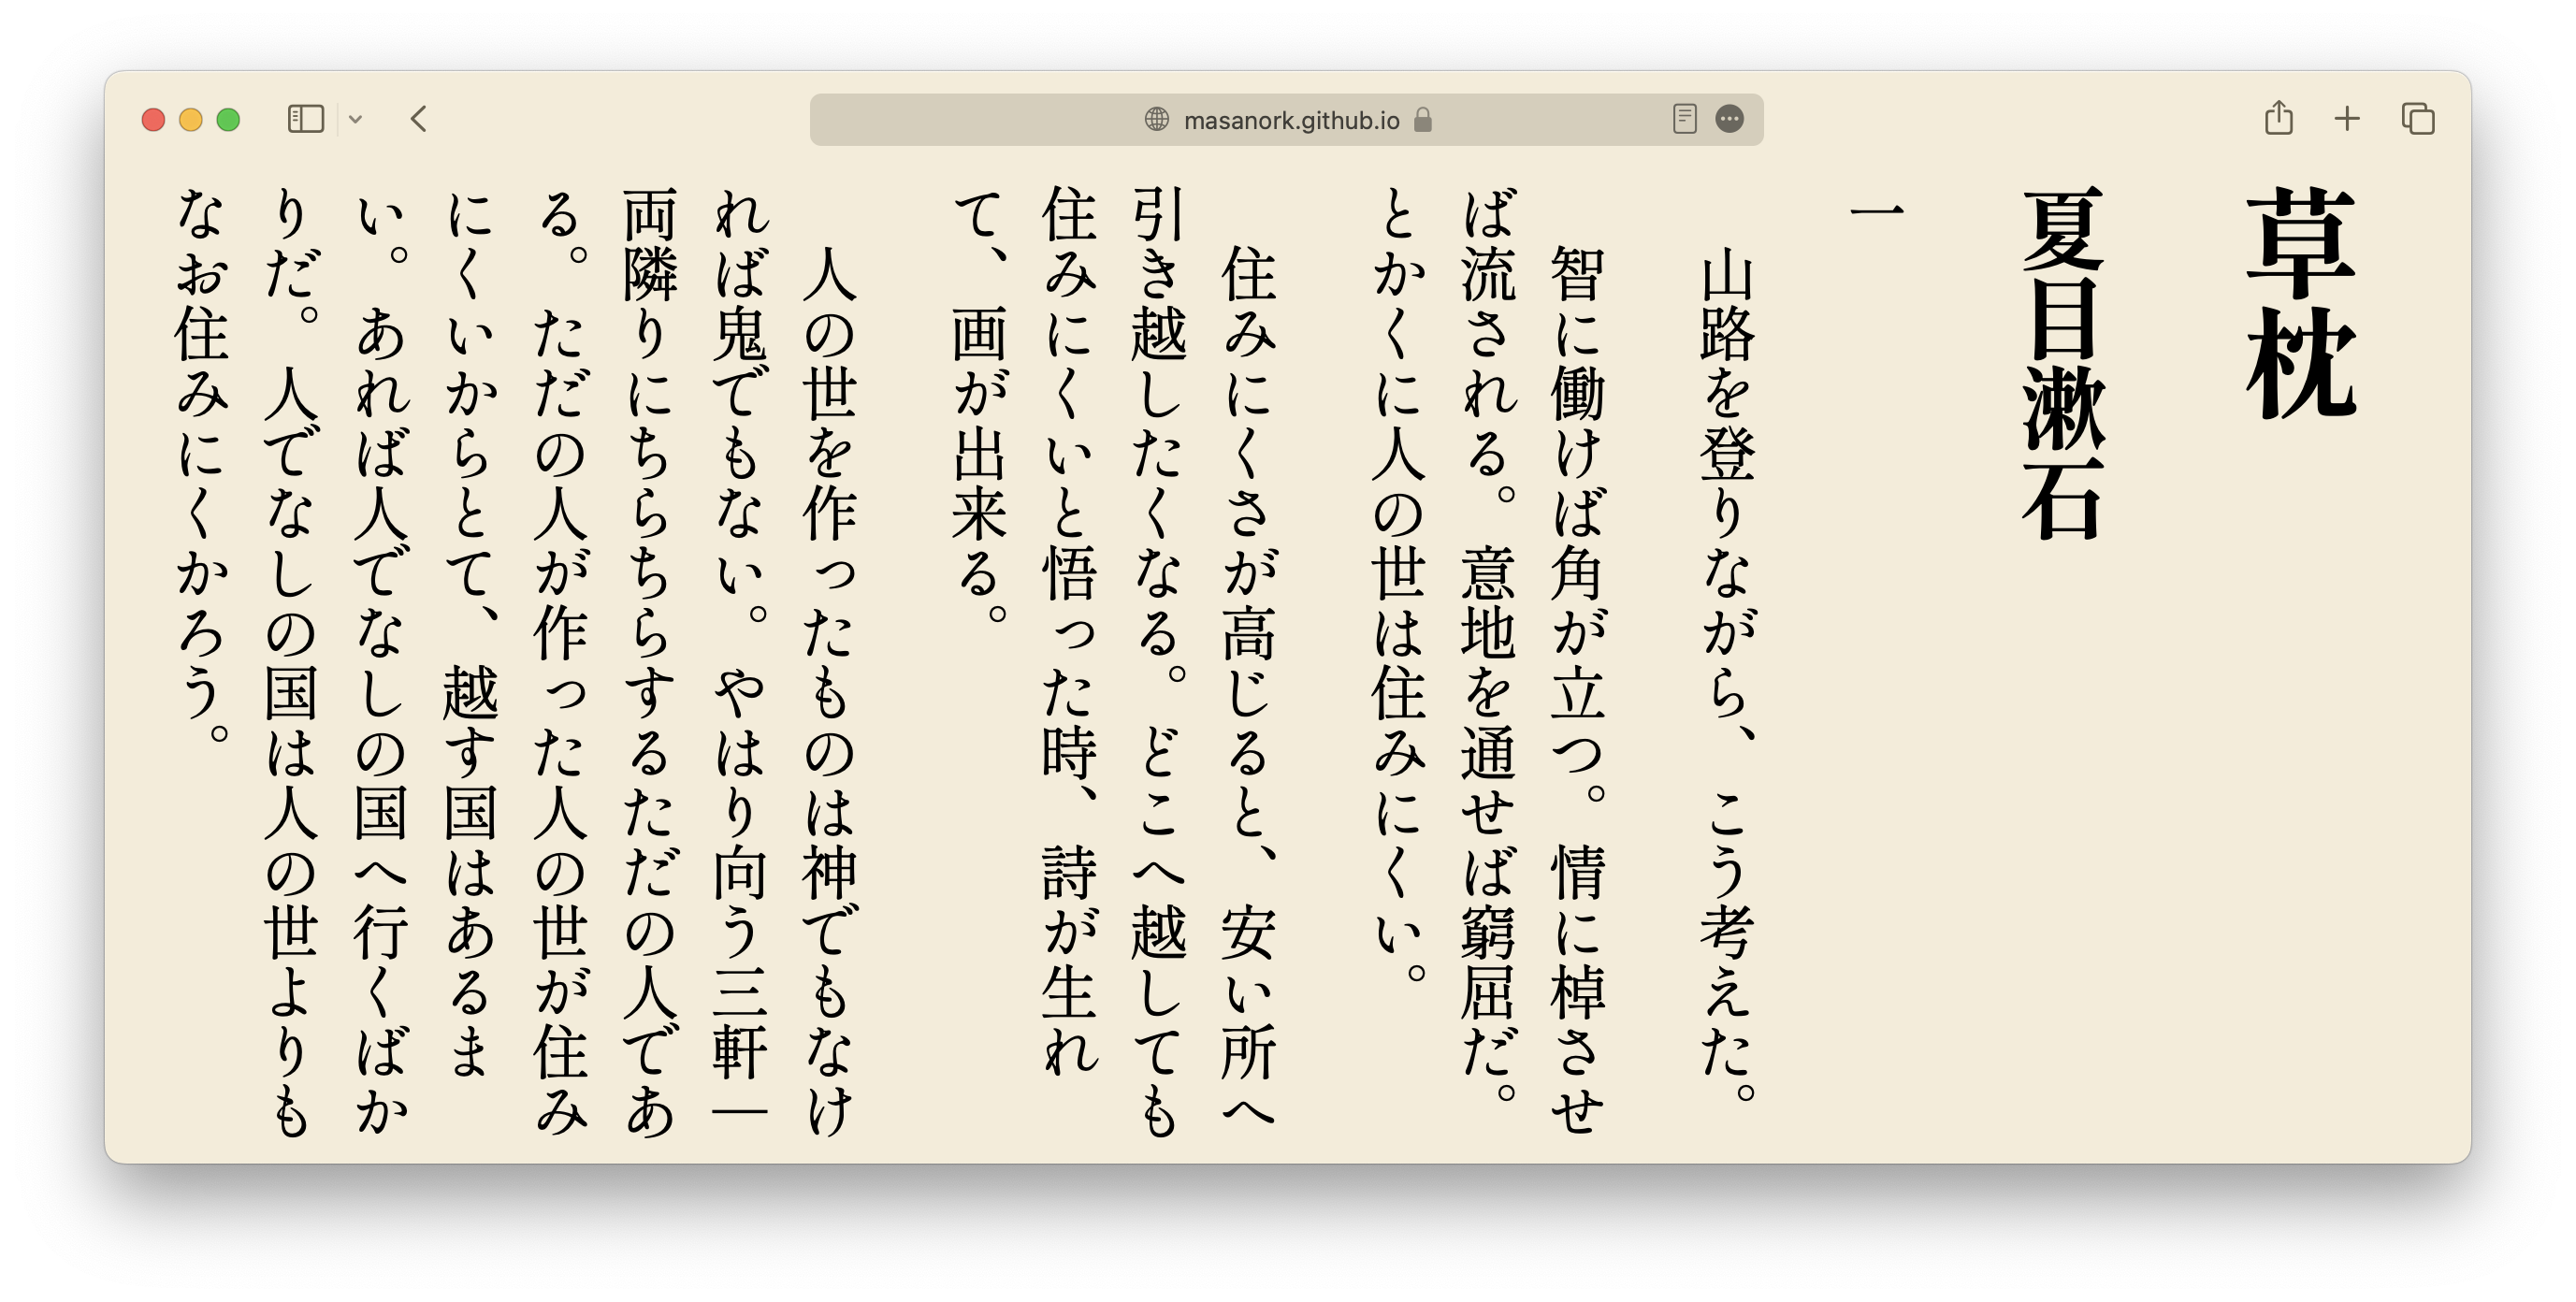 masanork.github.io
草枕
夏目漱石
一
　山路を登りながら、こう考えた。
　智に働けば角が立つ。情に棹させ
ば流される。意地を通せば窮屈だ。
とかくに人の世は住みにくい。
　住みにくさが高じると、安い所へ
引き越したくなる。どこへ越しても
住みにくいと悟った時、詩が生れ
て、画が出来る。
　人の世を作ったものは神でもなけ
れば鬼でもない。やはり向う三軒―
両隣りにちらちらするただの人であ
る。ただの人が作った人の世が住み
にくいからとて、越す国はあるま
い。あれば人でなしの国へ行くばか
りだ。人でなしの国は人の世よりも
なお住みにくかろう。